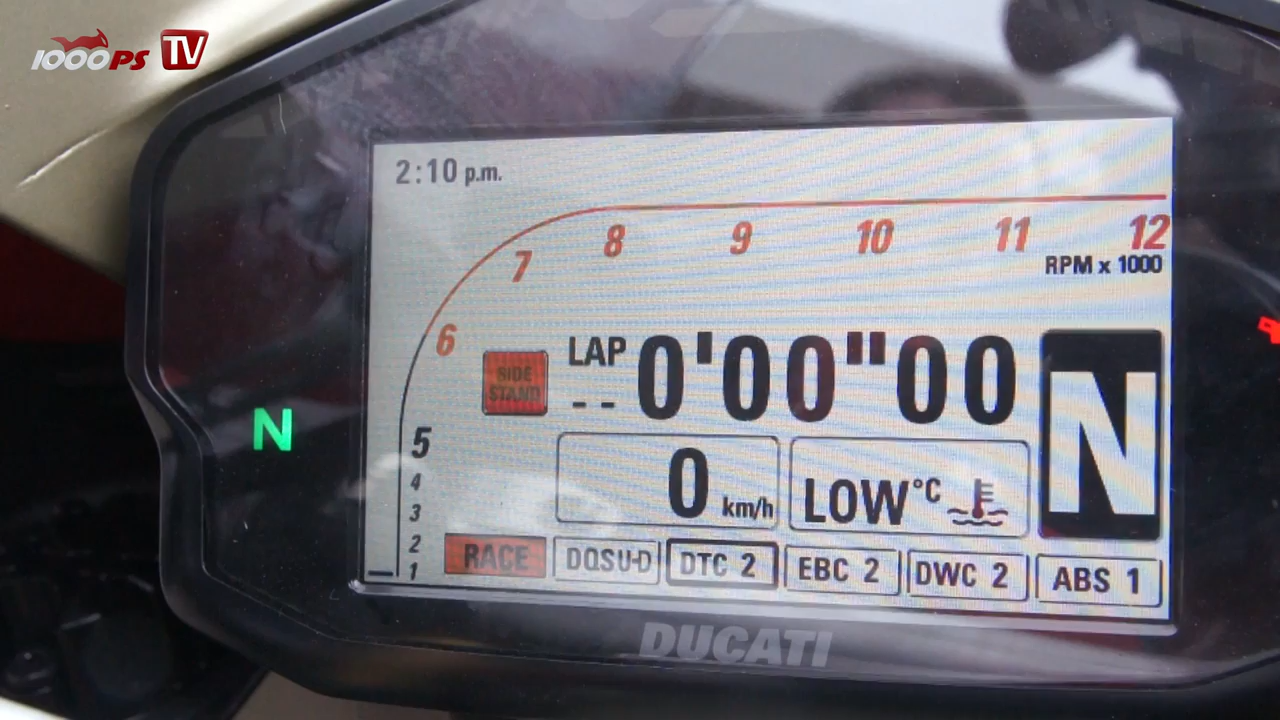 1000PS TV
2:10 p.m.
7 8 9 10 11 12
RPM x 1000
6
SIDE
STAND
LAP 0'00"00
--
N
N
5
4
3
2
1
0 km/h
LOW °C
RACE DQSU-D DTC 2 EBC 2 DWC 2 ABS 1
DUCATI